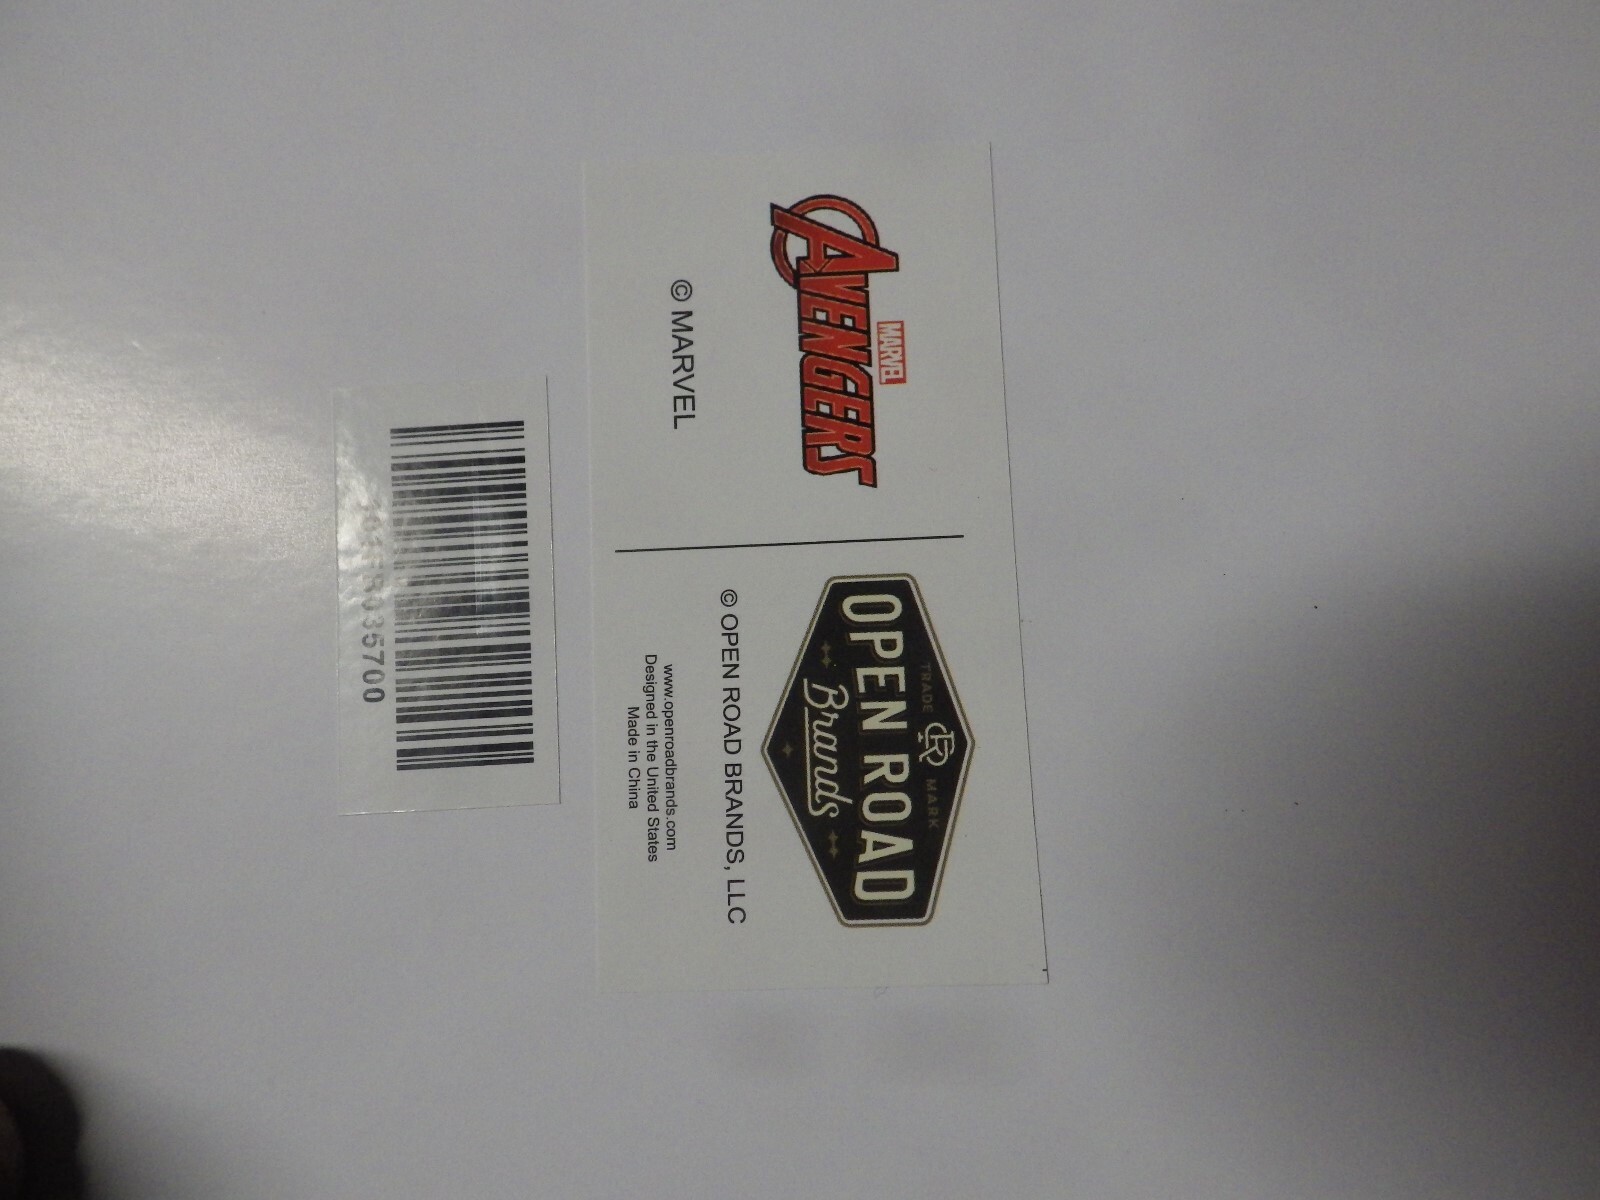 MARVEL
AVENGERS
© MARVEL
TRADE MARK
OPEN ROAD
Brands
© OPEN ROAD BRANDS, LLC
www.openroadbrands.com
Designed in the United States
Made in China